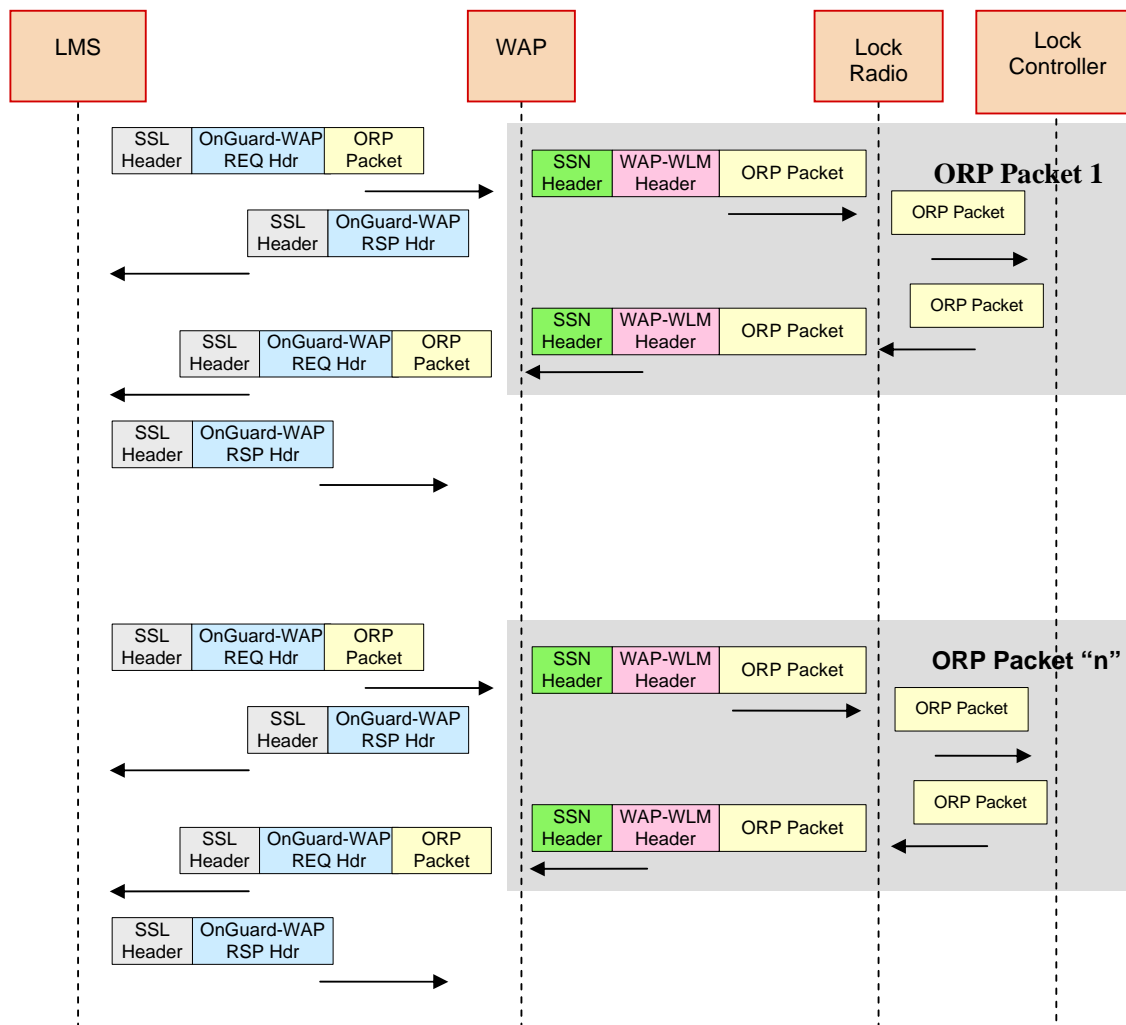 LMS
WAP
Lock
Radio
Lock
Controller
SSL
Header
OnGuard-WAP
REQ Hdr
ORP
Packet
SSN
Header
WAP-WLM
Header
ORP Packet
ORP Packet 1
ORP Packet
SSL
Header
OnGuard-WAP
RSP Hdr
ORP Packet
SSN
Header
WAP-WLM
Header
ORP Packet
SSL
Header
OnGuard-WAP
REQ Hdr
ORP
Packet
SSL
Header
OnGuard-WAP
RSP Hdr
SSL
Header
OnGuard-WAP
REQ Hdr
ORP
Packet
SSN
Header
WAP-WLM
Header
ORP Packet
ORP Packet “n”
ORP Packet
SSL
Header
OnGuard-WAP
RSP Hdr
ORP Packet
SSN
Header
WAP-WLM
Header
ORP Packet
SSL
Header
OnGuard-WAP
REQ Hdr
ORP
Packet
SSL
Header
OnGuard-WAP
RSP Hdr